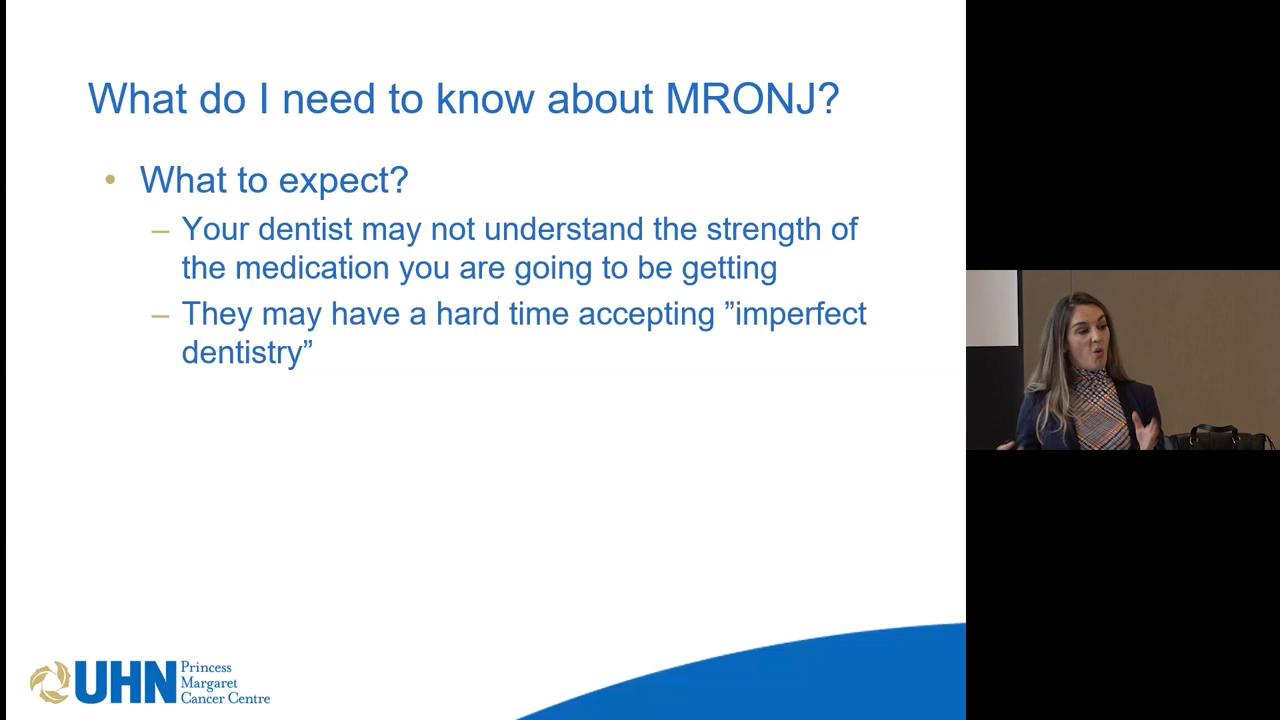 What do I need to know about MRONJ?
• What to expect?
– Your dentist may not understand the strength of
the medication you are going to be getting
– They may have a hard time accepting ”imperfect
dentistry”
UHN
Princess
Margaret
Cancer Centre